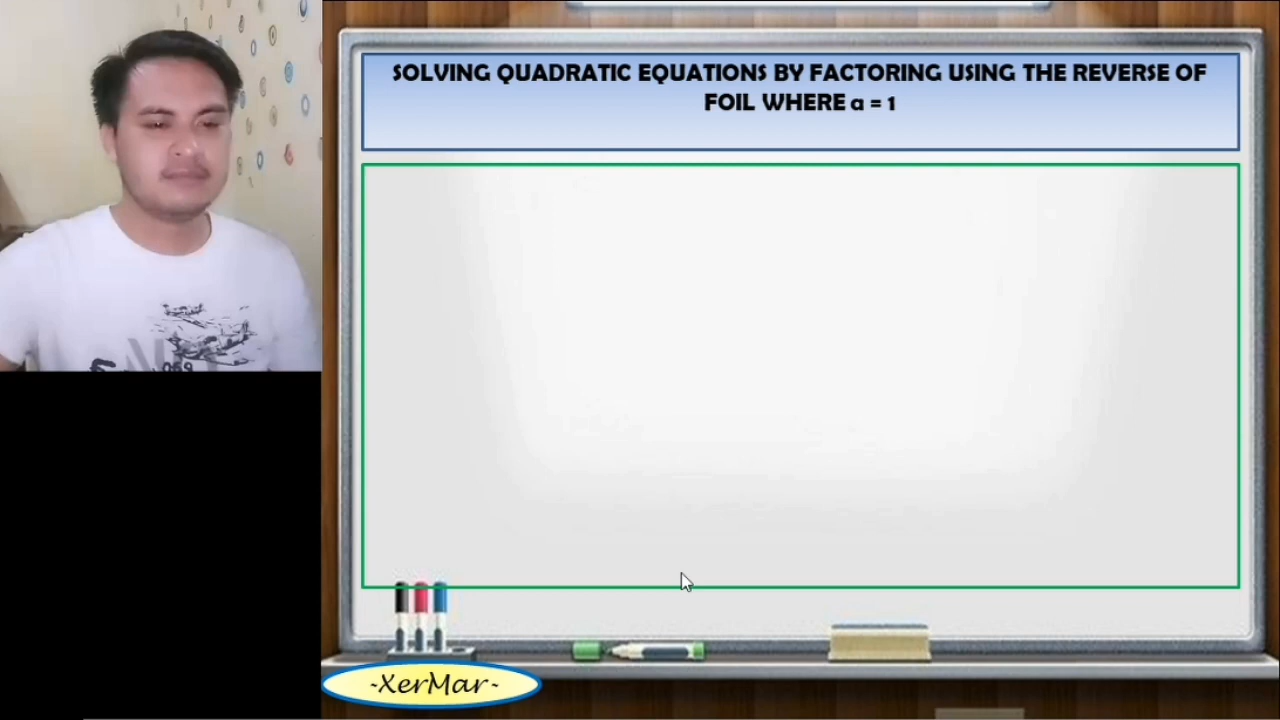 SOLVING QUADRATIC EQUATIONS BY FACTORING USING THE REVERSE OF
FOIL WHERE a = 1
-XerMar-